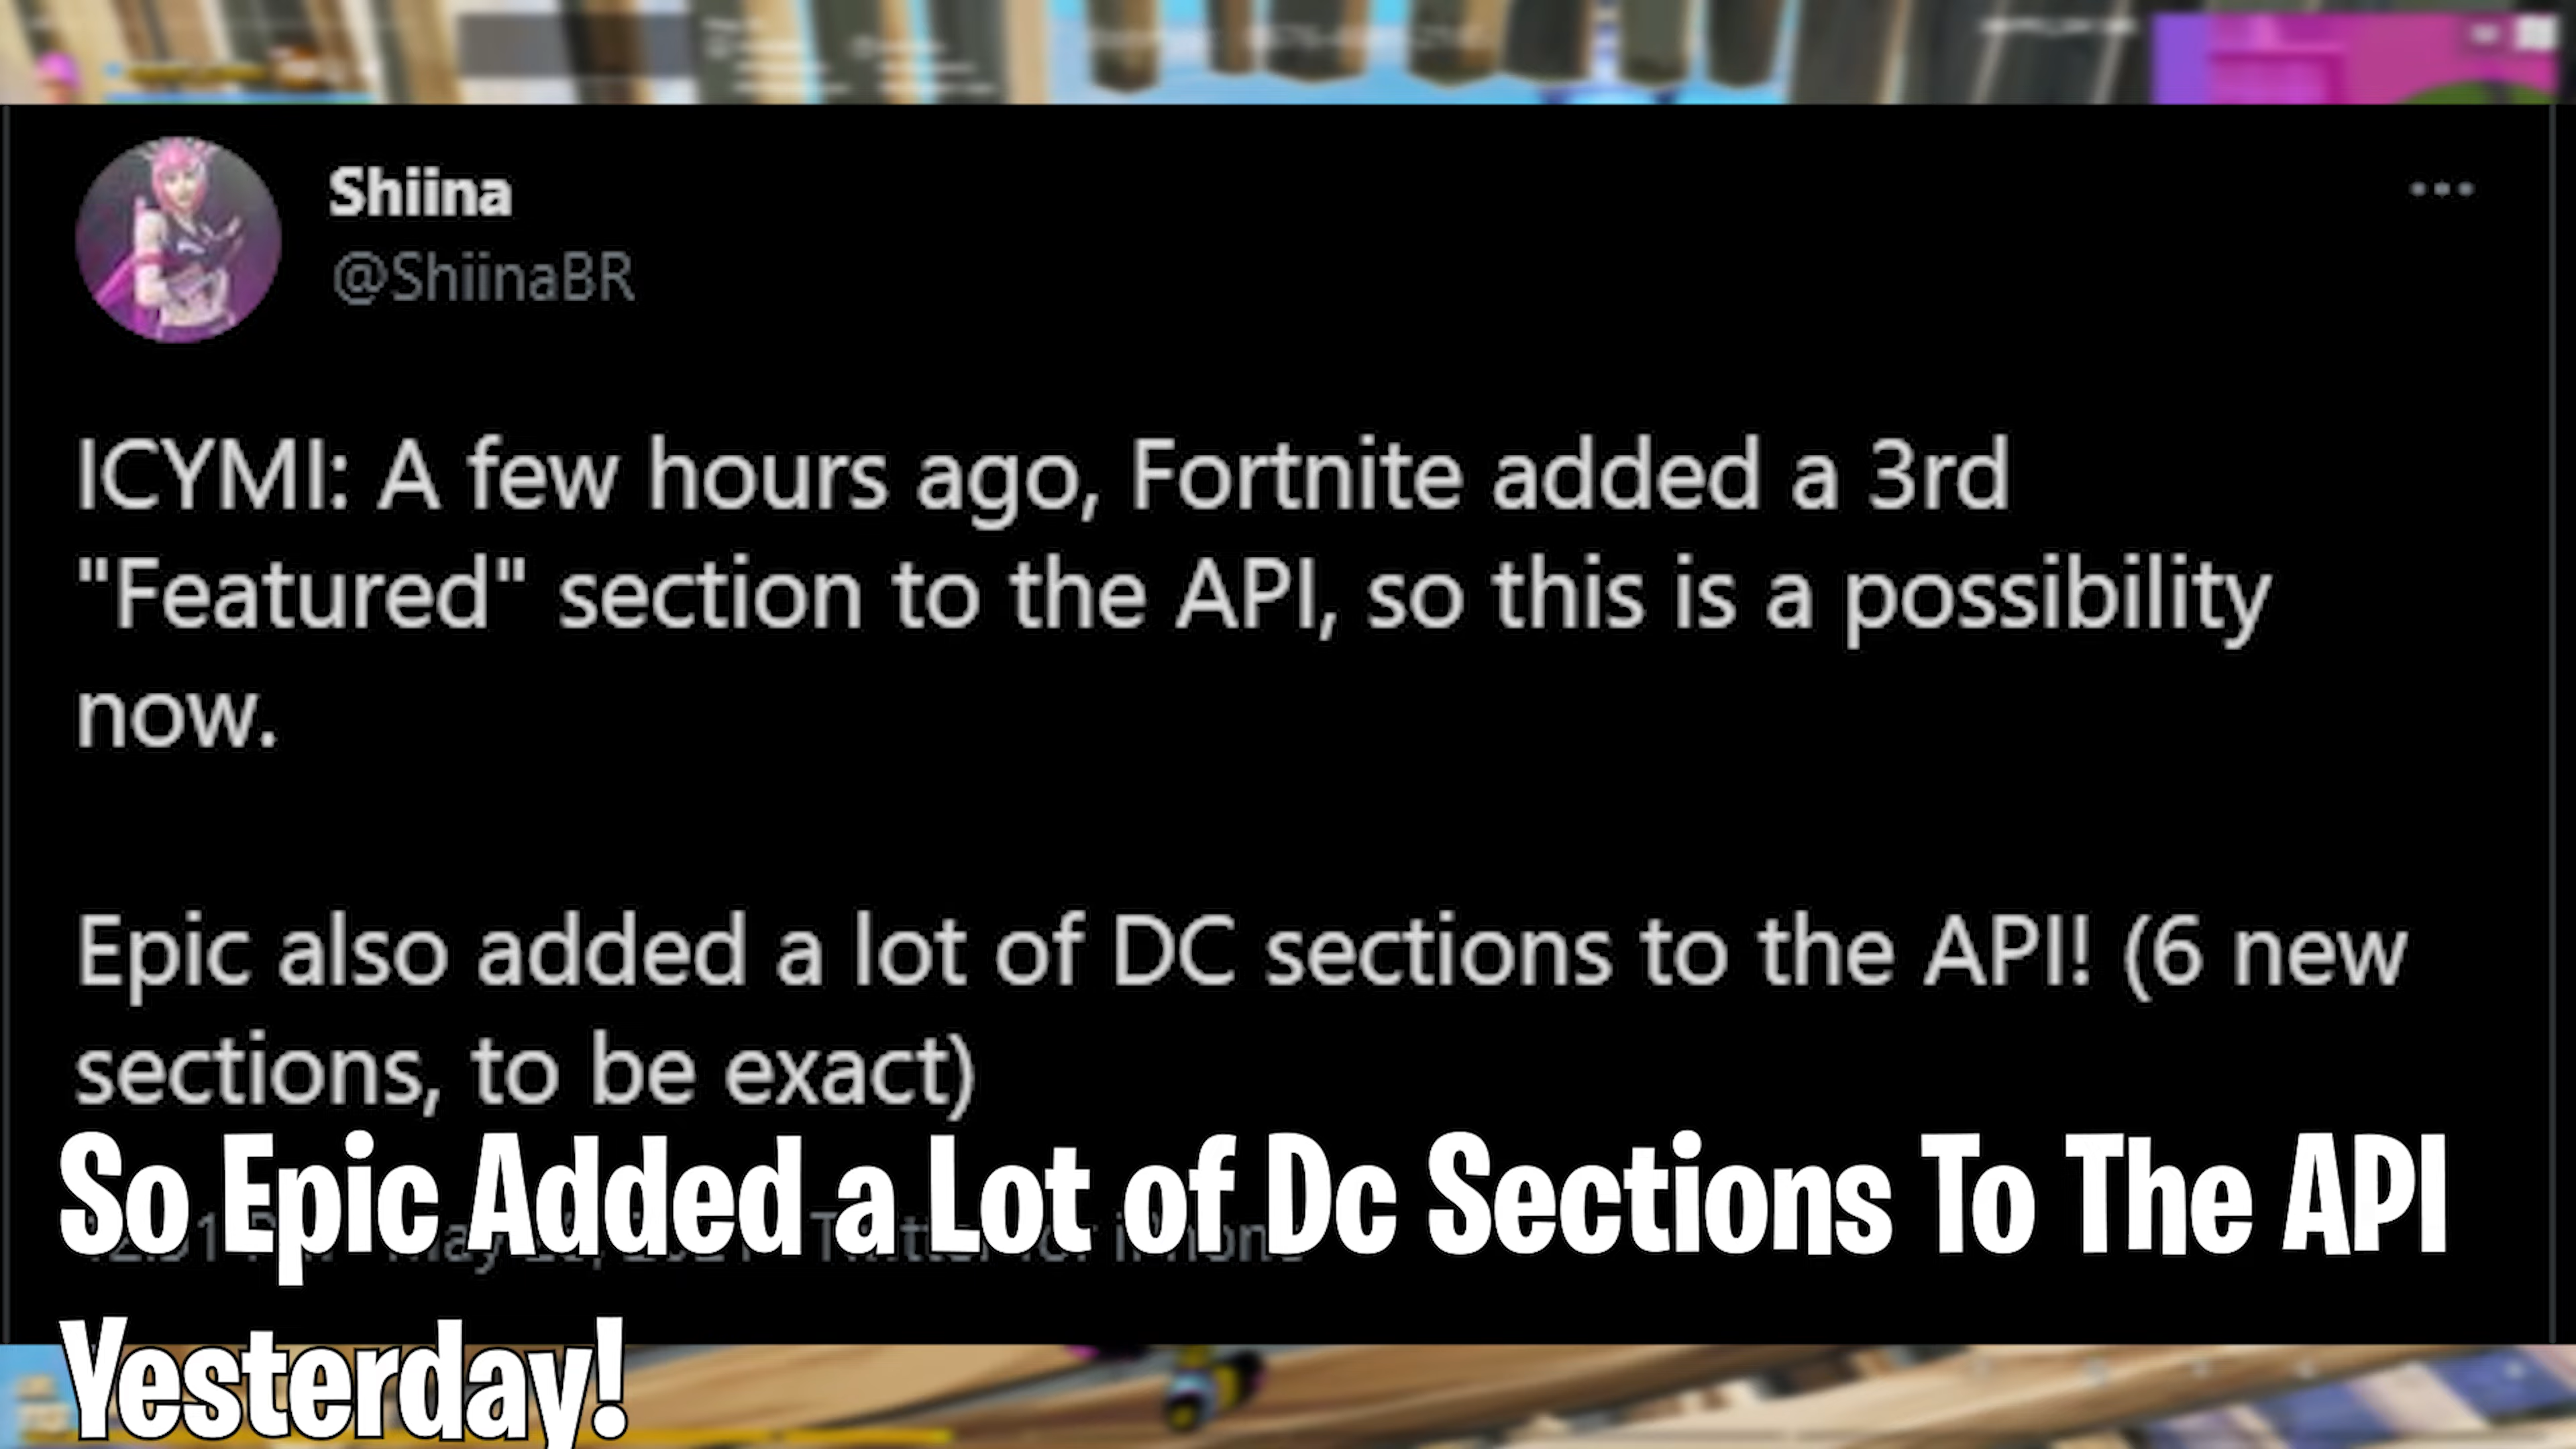 Shiina
@ShiinaBR
ICYMI: A few hours ago, Fortnite added a 3rd
"Featured" section to the API, so this is a possibility
now.
Epic also added a lot of DC sections to the API! (6 new
sections, to be exact)
So Epic Added a Lot of Dc Sections To The API
Yesterday!